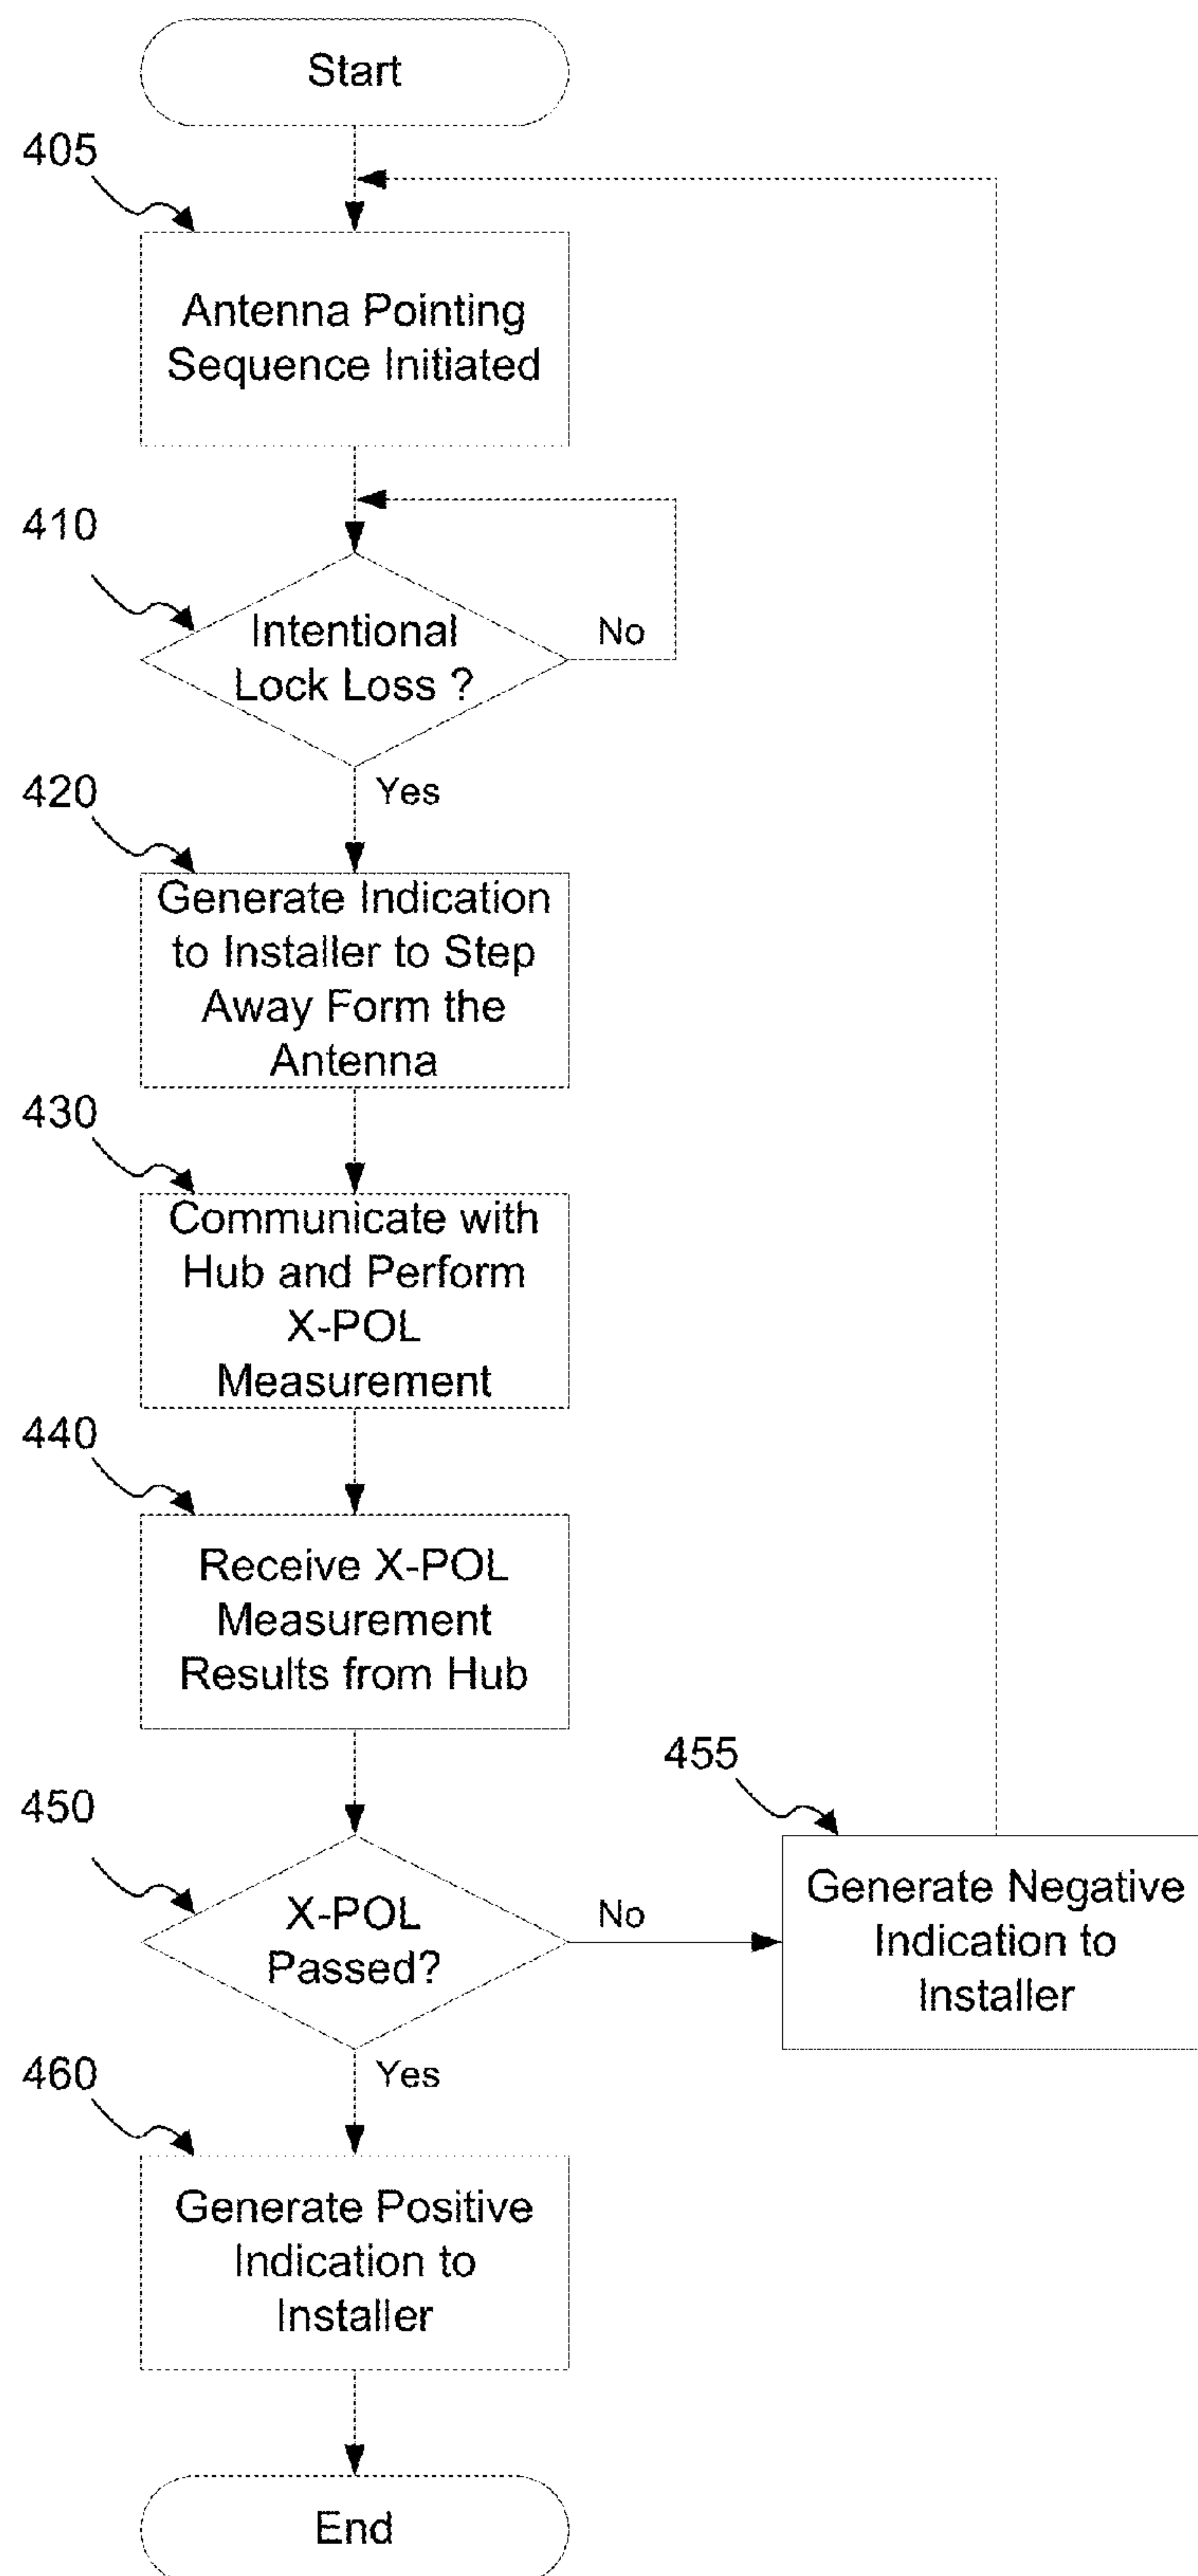 Start
405
Antenna Pointing
Sequence Initiated
410
Intentional
Lock Loss ?
No
Yes
420
Generate Indication
to Installer to Step
Away Form the
Antenna
430
Communicate with
Hub and Perform
X-POL
Measurement
440
Receive X-POL
Measurement
Results from Hub
450
X-POL
Passed?
No
455
Generate Negative
Indication to
Installer
Yes
460
Generate Positive
Indication to
Installer
End